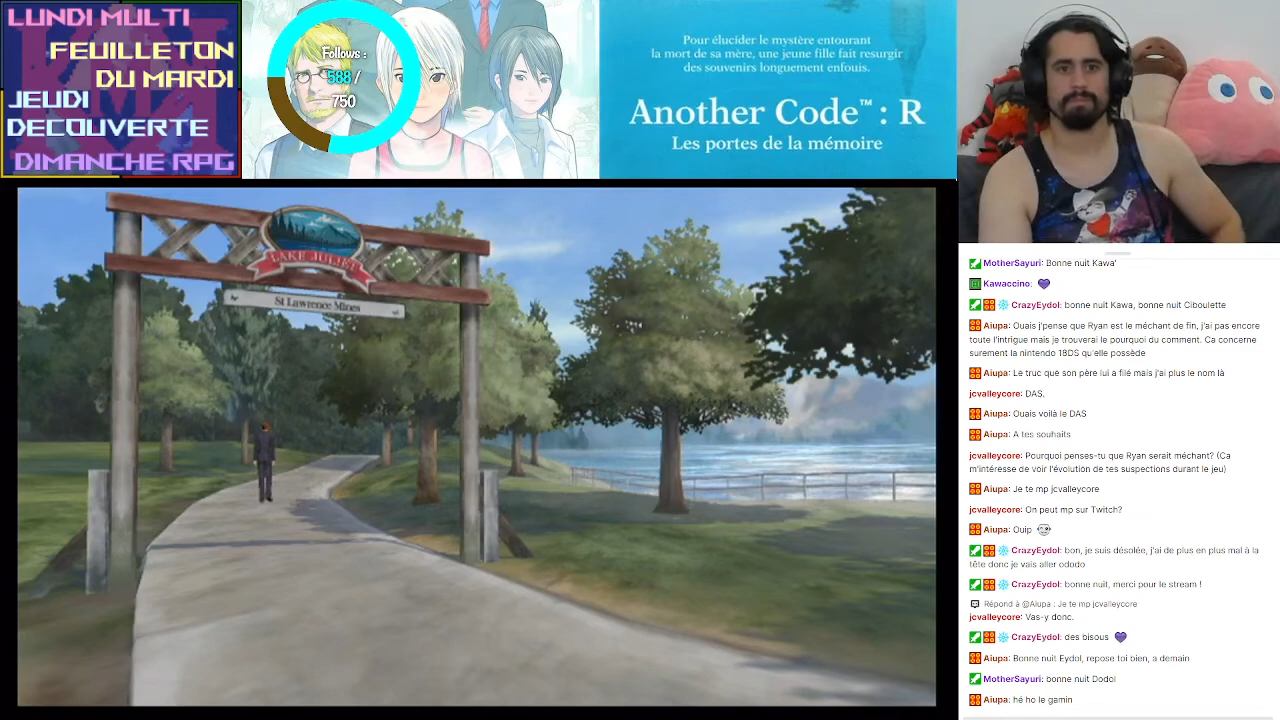 LUNDI MULTI
FEUILLETON
DU MARDI
JEUDI
DECOUVERTE
DIMANCHE RPG
Follows :
588 /
750
Pour élucider le mystère entourant
la mort de sa mère, une jeune fille fait resurgir
des souvenirs longuement enfouis.
Another Code™ : R
Les portes de la mémoire
LAKE JULIET
St Lawrence Mines
MotherSayuri: Bonne nuit Kawa'
Kawaccino:
CrazyEydol: bonne nuit Kawa, bonne nuit Ciboulette
Aiupa: Ouais j'pense que Ryan est le méchant de fin, j'ai pas encore
toute l'intrigue mais je trouverai le pourquoi du comment. Ca concerne
surement la nintendo 18DS qu'elle possède
Aiupa: Le truc que son père lui a filé mais j'ai plus le nom là
jcvalleycore: DAS.
Aiupa: Ouais voilà le DAS
Aiupa: A tes souhaits
jcvalleycore: Pourquoi penses-tu que Ryan serait méchant? (Ca
m'intéresse de voir l'évolution de tes suspections durant le jeu)
Aiupa: Je te mp jcvalleycore
jcvalleycore: On peut mp sur Twitch?
Aiupa: Ouip
CrazyEydol: bon, je suis désolée, j'ai de plus en plus mal à la
tête donc je vais aller ododo
CrazyEydol: bonne nuit, merci pour le stream !
Répond à @Aiupa : Je te mp jcvalleycore
jcvalleycore: Vas-y donc.
CrazyEydol: des bisous
Aiupa: Bonne nuit Eydol, repose toi bien, a demain
MotherSayuri: bonne nuit Dodol
Aiupa: hé ho le gamin